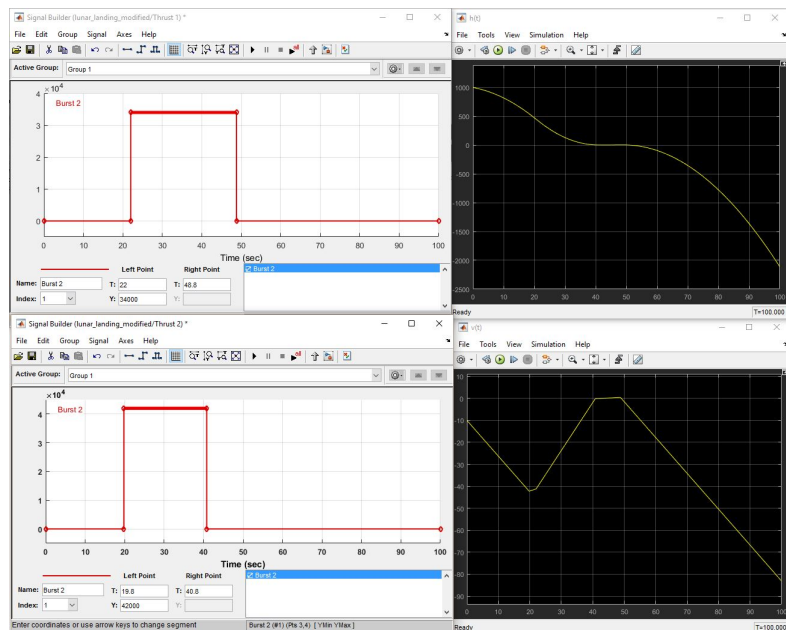 Signal Builder (lunar_landing_modified/Thrust 1) *
File Edit Group Signal Axes Help
Active Group: Group 1
×10^4
Burst 2
4
3
2
1
0
0 10 20 30 40 50 60 70 80 90 100
Time (sec)
Left Point Right Point
Name: Burst 2 T: 22 T: 48.8
Index: 1 Y: 34000 Y:
Burst 2
h(t)
File Tools View Simulation Help
1000
500
0
-500
-1000
-1500
-2000
-2500
0 10 20 30 40 50 60 70 80 90 100
Ready T=100.000
Signal Builder (lunar_landing_modified/Thrust 2) *
File Edit Group Signal Axes Help
Active Group: Group 1
×10^4
Burst 2
4
3
2
1
0
0 20 40 60 80 100
Time (sec)
Left Point Right Point
Name: Burst 2 T: 19.8 T: 40.8
Index: 1 Y: 42000 Y:
Burst 2
Enter coordinates or use arrow keys to change segment Burst 2 (#1) (Pts 3,4) [ YMin YMax ]
v(t)
File Tools View Simulation Help
10
0
-10
-20
-30
-40
-50
-60
-70
-80
-90
0 10 20 30 40 50 60 70 80 90 100
Ready T=100.000